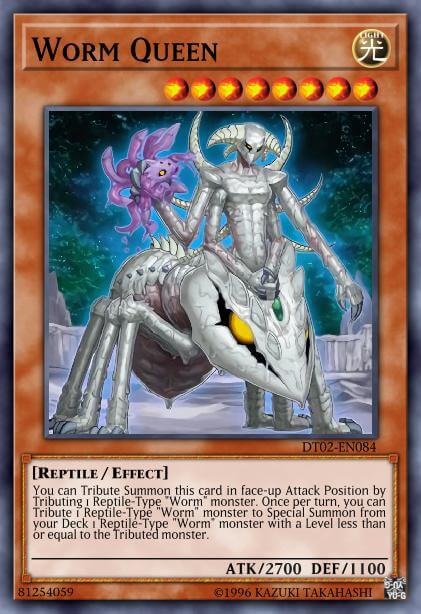 Worm Queen
LIGHT
光
DT02-EN084
[Reptile / Effect]
You can Tribute Summon this card in face-up Attack Position by
Tributing 1 Reptile-Type "Worm" monster. Once per turn, you can
Tribute 1 Reptile-Type "Worm" monster to Special Summon from
your Deck 1 Reptile-Type "Worm" monster with a Level less than
or equal to the Tributed monster.
ATK/2700 DEF/1100
81254059
©1996 KAZUKI TAKAHASHI